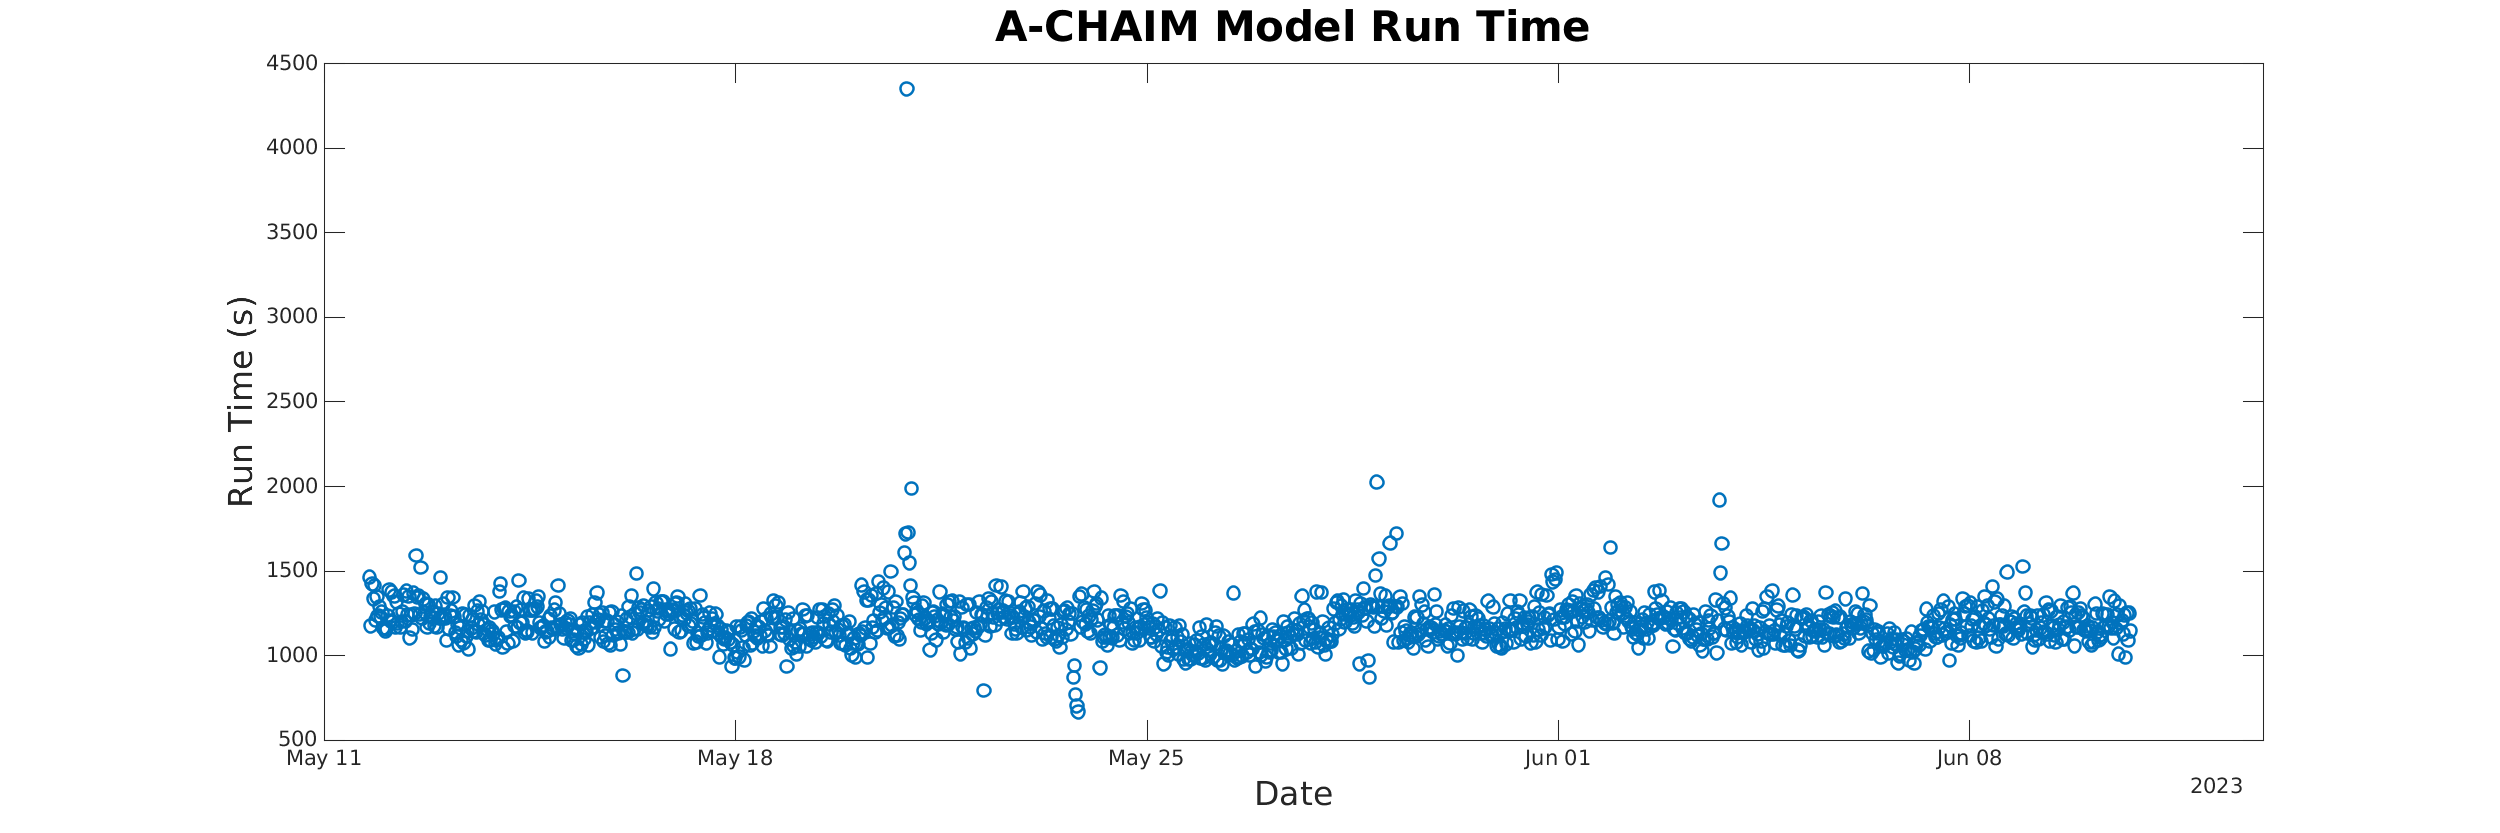 A-CHAIM Model Run Time
4500
4000
3500
3000
2500
2000
1500
1000
500
Run Time (s)
May 11
May 18
May 25
Jun 01
Jun 08
2023
Date